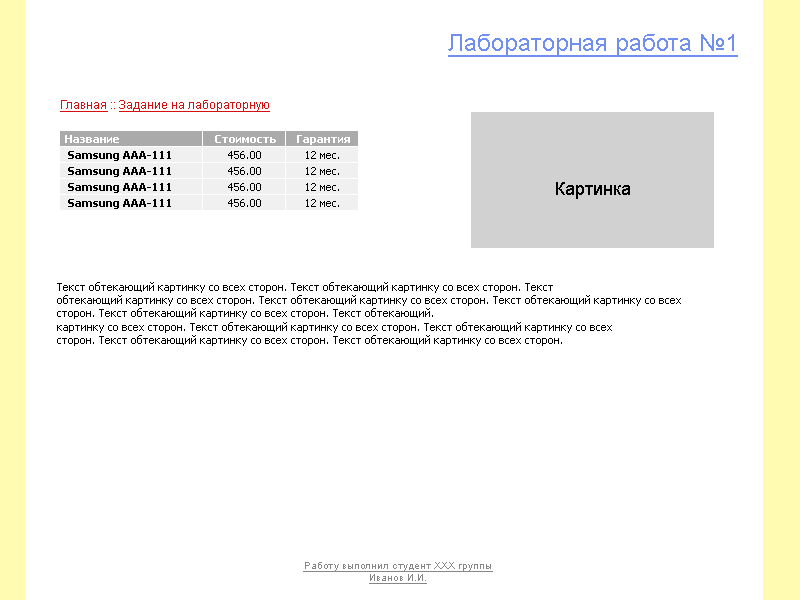 Лабораторная работа №1
Главная :: Задание на лабораторную
Название Стоимость Гарантия
Samsung AAA-111 456.00 12 мес.
Samsung AAA-111 456.00 12 мес.
Samsung AAA-111 456.00 12 мес.
Samsung AAA-111 456.00 12 мес.
Картинка
Текст обтекающий картинку со всех сторон. Текст обтекающий картинку со всех сторон. Текст
обтекающий картинку со всех сторон. Текст обтекающий картинку со всех сторон. Текст обтекающий картинку со всех
сторон. Текст обтекающий картинку со всех сторон. Текст обтекающий.
картинку со всех сторон. Текст обтекающий картинку со всех сторон. Текст обтекающий картинку со всех
сторон. Текст обтекающий картинку со всех сторон. Текст обтекающий картинку со всех сторон.
Работу выполнил студент XXX группы
Иванов И.И.